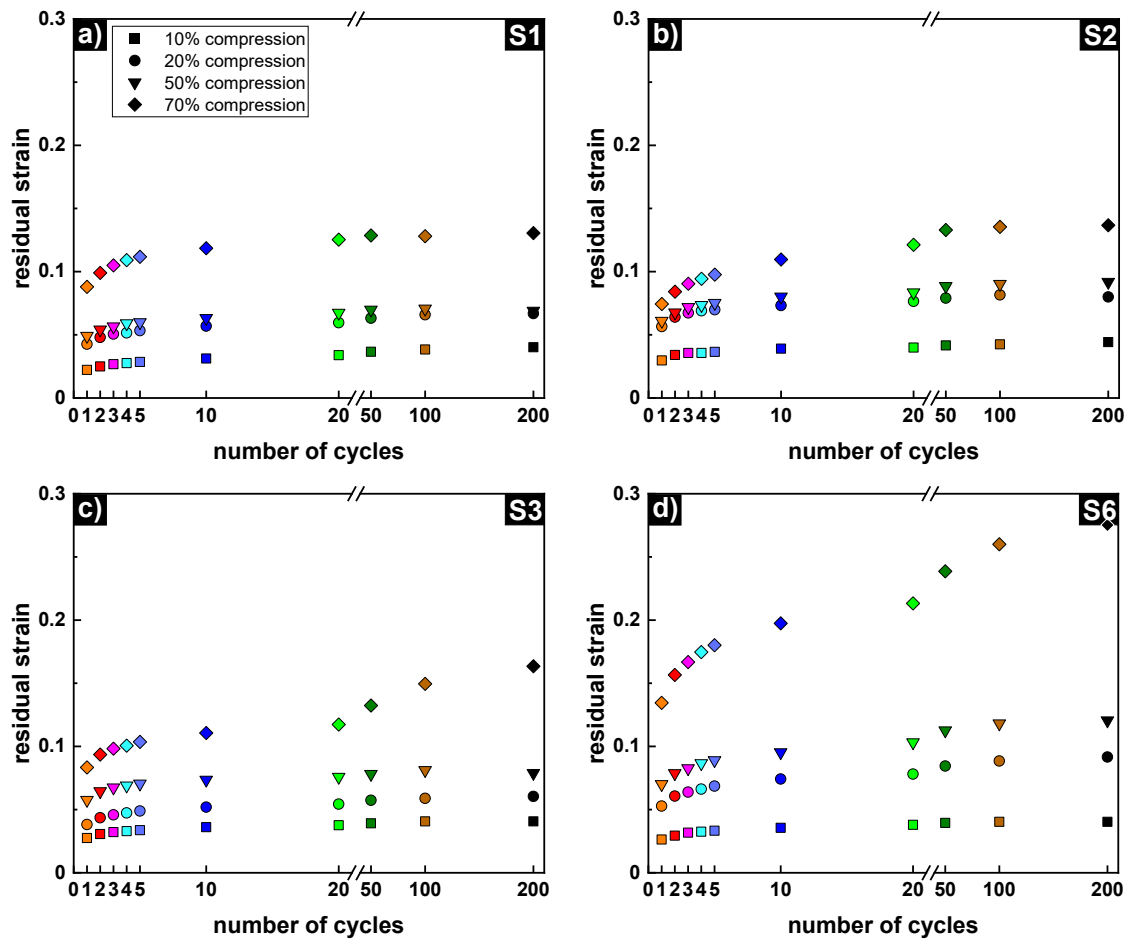 a)
S1
10% compression
20% compression
50% compression
70% compression
0.3
0.2
0.1
0
residual strain
0 1 2 3 4 5 10 20 50 100 200
number of cycles
b)
S2
0.3
0.2
0.1
0
residual strain
0 1 2 3 4 5 10 20 50 100 200
number of cycles
c)
S3
0.3
0.2
0.1
0
residual strain
0 1 2 3 4 5 10 20 50 100 200
number of cycles
d)
S6
0.3
0.2
0.1
0
residual strain
0 1 2 3 4 5 10 20 50 100 200
number of cycles